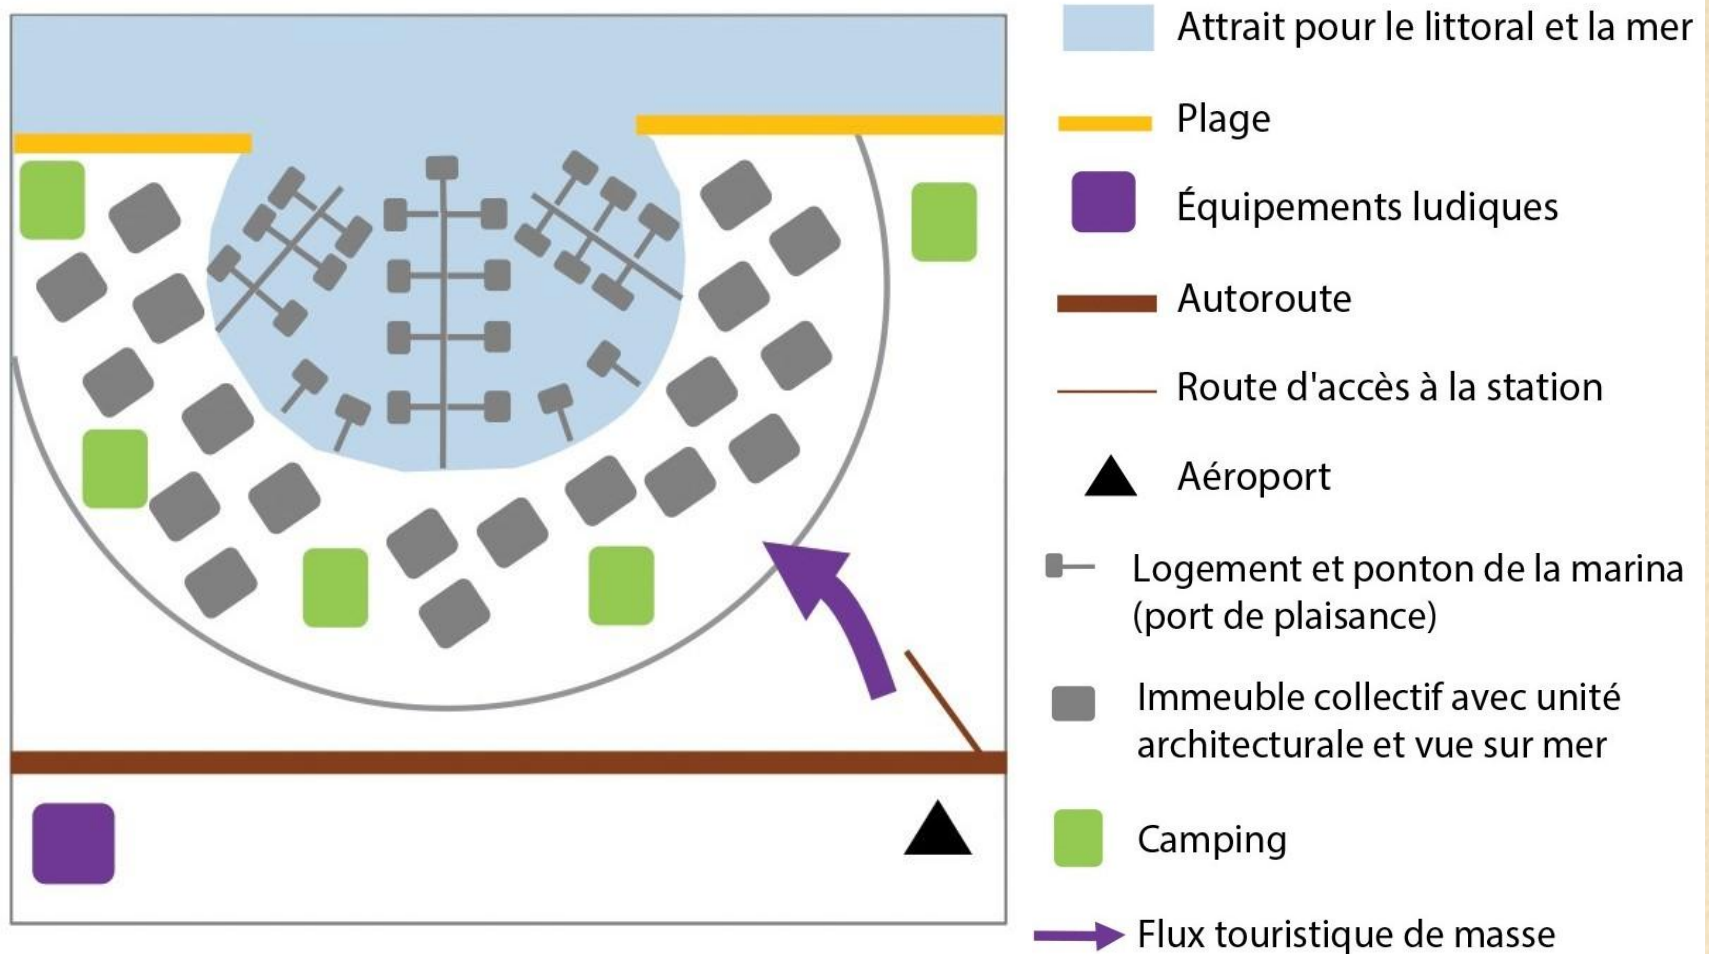 Attrait pour le littoral et la mer
Plage
Équipements ludiques
Autoroute
Route d'accès à la station
Aéroport
Logement et ponton de la marina
(port de plaisance)
Immeuble collectif avec unité
architecturale et vue sur mer
Camping
Flux touristique de masse